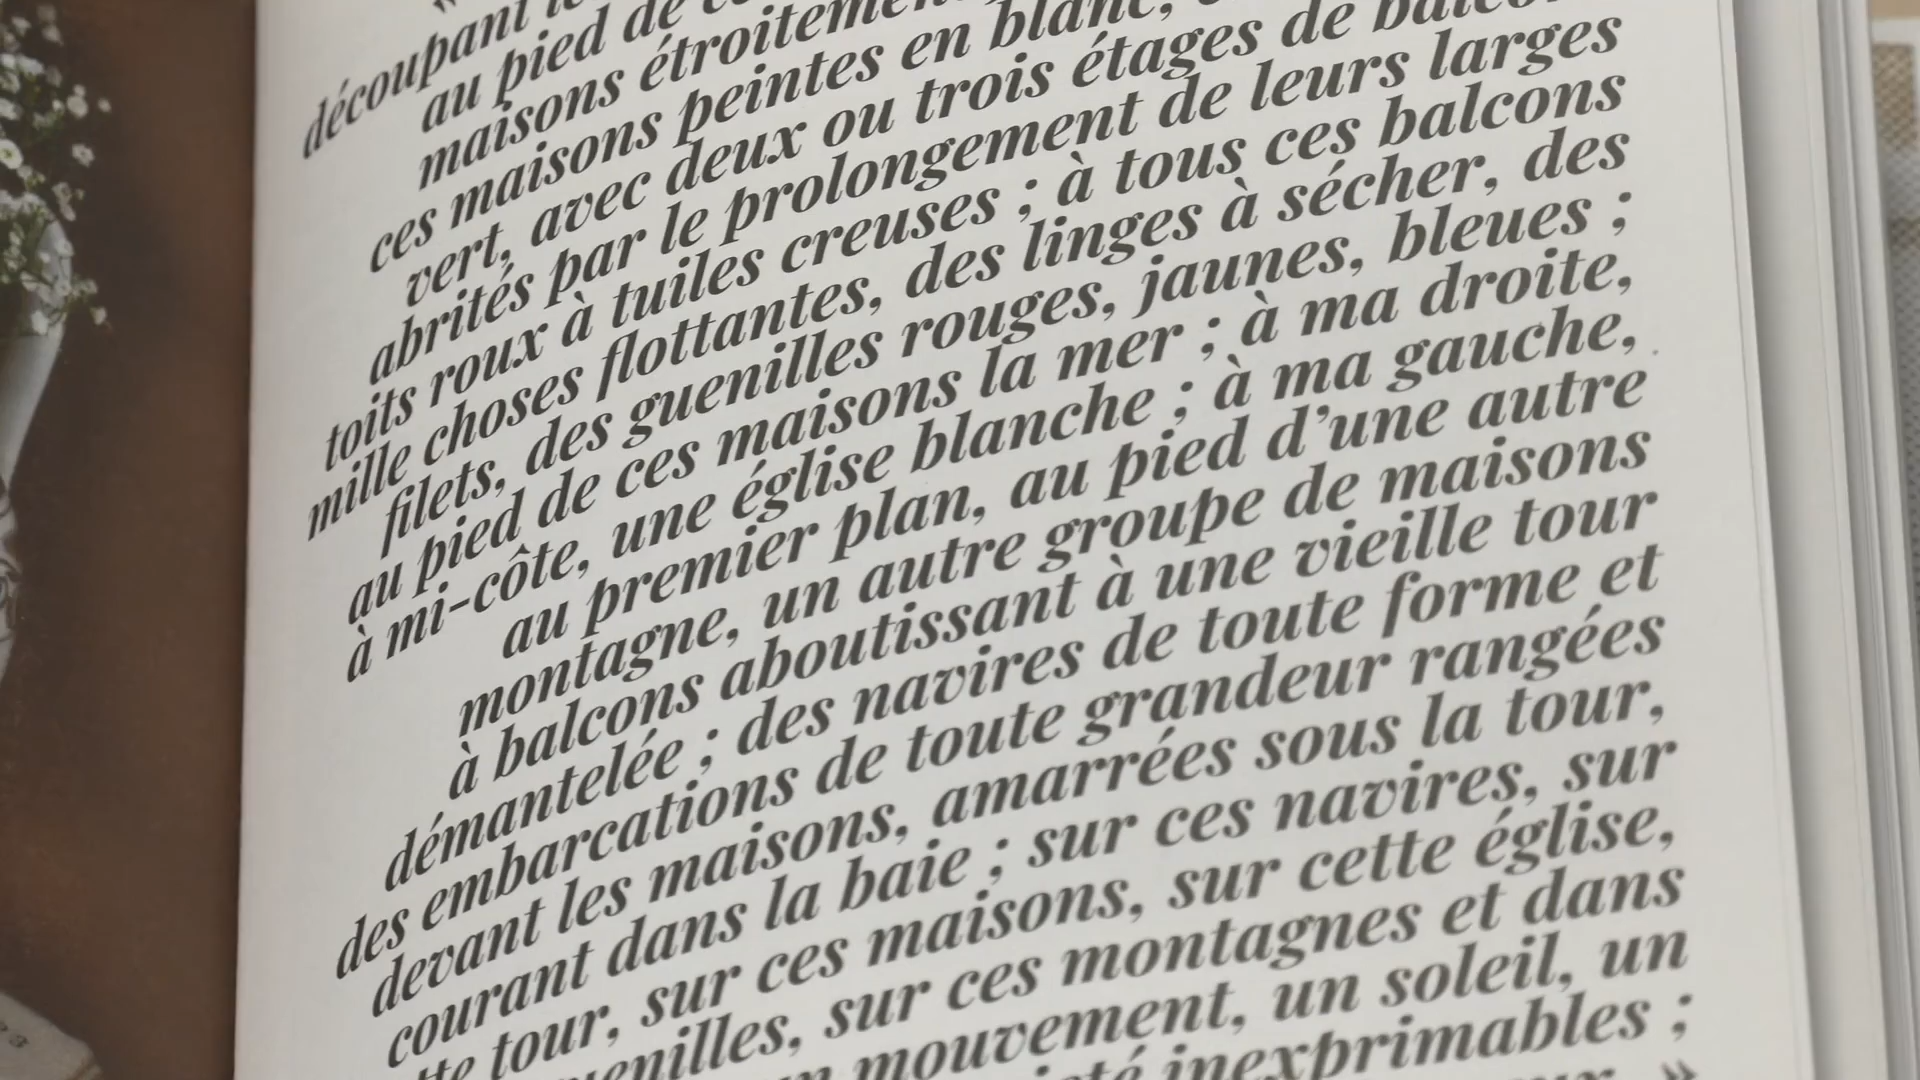 «
découpant
au pied de
maisons étroitement
ces maisons peintes en blanc,
vert, avec deux ou trois étages de
abrités par le prolongement de leurs larges
toits roux à tuiles creuses ; à tous ces balcons
mille choses flottantes, des linges à sécher, des
filets, des guenilles rouges, jaunes, bleues ;
au pied de ces maisons la mer ; à ma droite,
à mi-côte, une église blanche ; à ma gauche,
au premier plan, au pied d’une autre
montagne, un autre groupe de maisons
à balcons aboutissant à une vieille tour
démantelée ; des navires de toute forme et
des embarcations de toute grandeur rangées
devant les maisons, amarrées sous la tour,
courant dans la baie ; sur ces navires, sur
tour, sur ces maisons, sur cette église,
sur ces montagnes et dans
mouvement, un soleil, un
inexprimables ;
»